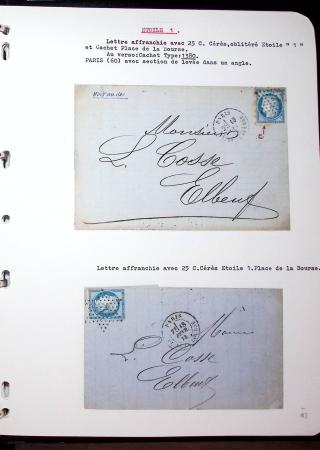 ETOILE 1.
Lettre affranchie avec 25 C. Cérès, oblitéré Etoile "1"
et Cachet Place de la Bourse.
Au verso: Cachet Type: 1380.
PARIS (60) avec section de levée dans un angle.
PARIS
Monsieur
L. Cosse
Elbeuf
Lettre affranchie avec 25 C. Cérès Etoile 1. Place de la Bourse.
PARIS
L. Cosse
Elbeuf